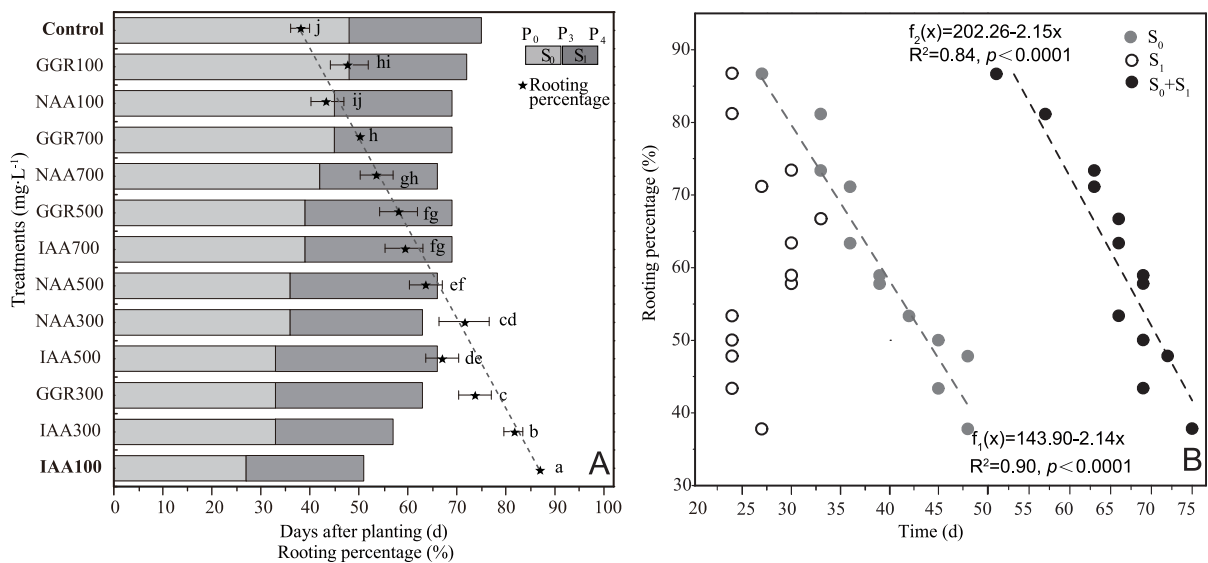 Control
GGR100
NAA100
GGR700
NAA700
GGR500
IAA700
NAA500
NAA300
IAA500
GGR300
IAA300
IAA100
Treatments (mg·L⁻¹)
j
hi
ij
h
gh
fg
fg
ef
cd
de
c
b
a
P₀ P₃ P₄
S₀ S₁
★Rooting
percentage
A
0 10 20 30 40 50 60 70 80 90 100
Days after planting (d)
Rooting percentage (%)
f₂(x)=202.26-2.15x
R²=0.84, p<0.0001
S₀
S₁
S₀+S₁
90
80
70
60
50
40
30
Rooting percentage (%)
f₁(x)=143.90-2.14x
R²=0.90, p<0.0001
B
20 25 30 35 40 45 50 55 60 65 70 75
Time (d)